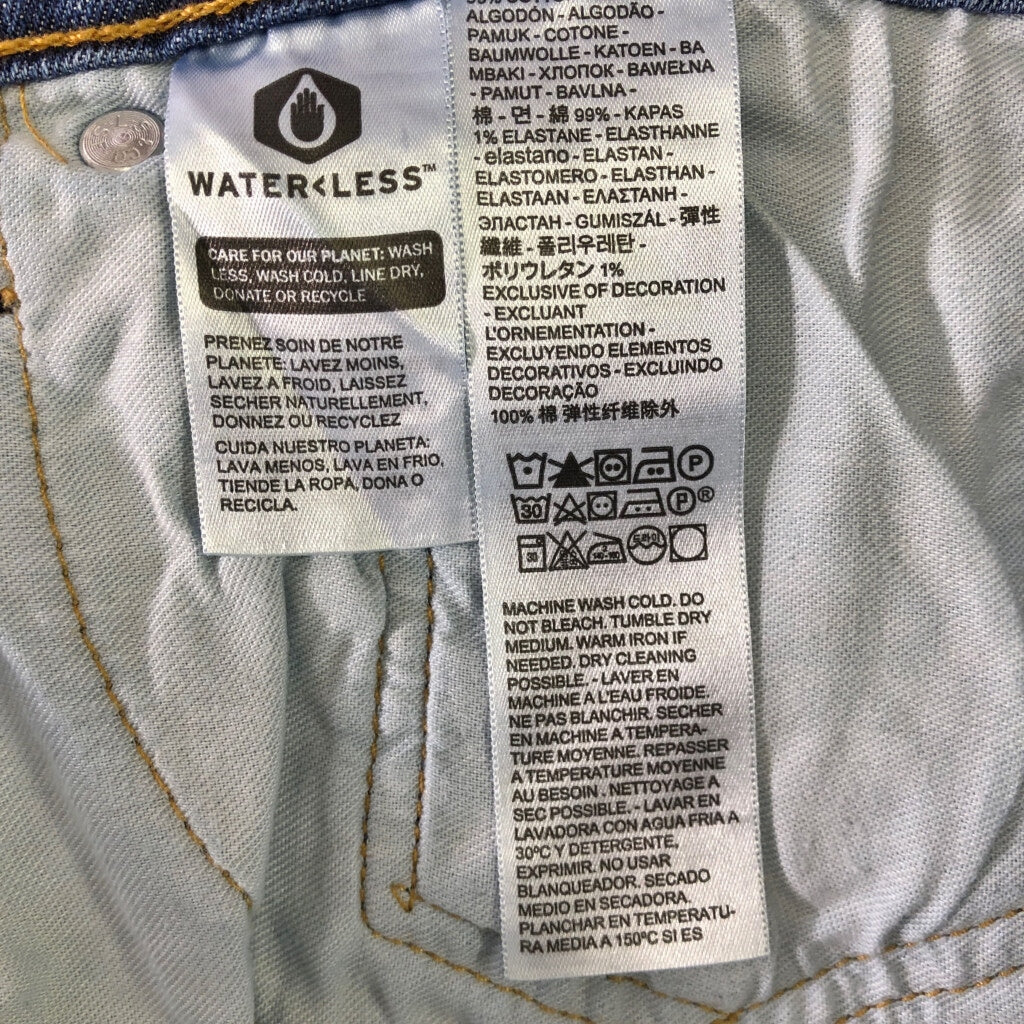 WATER<LESS™
CARE FOR OUR PLANET: WASH
LESS, WASH COLD, LINE DRY,
DONATE OR RECYCLE
PRENEZ SOIN DE NOTRE
PLANETE: LAVEZ MOINS,
LAVEZ A FROID, LAISSEZ
SECHER NATURELLEMENT,
DONNEZ OU RECYCLEZ
CUIDA NUESTRO PLANETA:
LAVA MENOS, LAVA EN FRIO,
TIENDE LA ROPA, DONA O
RECICLA.
ALGODÓN - ALGODÃO -
PAMUK - COTONE -
BAUMWOLLE - KATOEN - BA
MBAKI - ХЛОПОК - BAWEŁNA
- PAMUT - BAVLNA -
棉 - 면 - 綿 99% - KAPAS
1% ELASTANE - ELASTHANNE
- elastano - ELASTAN -
ELASTOMERO - ELASTHAN -
ELASTAAN - ΕΛΑΣΤΑΝΗ -
ЭЛАСТАН - GUMISZÁL - 彈性
纖維 - 폴리우레탄 -
ポリウレタン 1%
EXCLUSIVE OF DECORATION
- EXCLUANT
L'ORNEMENTATION -
EXCLUYENDO ELEMENTOS
DECORATIVOS - EXCLUINDO
DECORAÇÃO
100% 棉 弹性纤维除外
P
30 P®
30 140-160 드라이
MACHINE WASH COLD. DO
NOT BLEACH. TUMBLE DRY
MEDIUM. WARM IRON IF
NEEDED. DRY CLEANING
POSSIBLE. - LAVER EN
MACHINE A L'EAU FROIDE.
NE PAS BLANCHIR. SECHER
EN MACHINE A TEMPERA-
TURE MOYENNE. REPASSER
A TEMPERATURE MOYENNE
AU BESOIN . NETTOYAGE A
SEC POSSIBLE. - LAVAR EN
LAVADORA CON AGUA FRIA A
30ºC Y DETERGENTE,
EXPRIMIR. NO USAR
BLANQUEADOR. SECADO
MEDIO EN SECADORA.
PLANCHAR EN TEMPERATU-
RA MEDIA A 150ºC SI ES